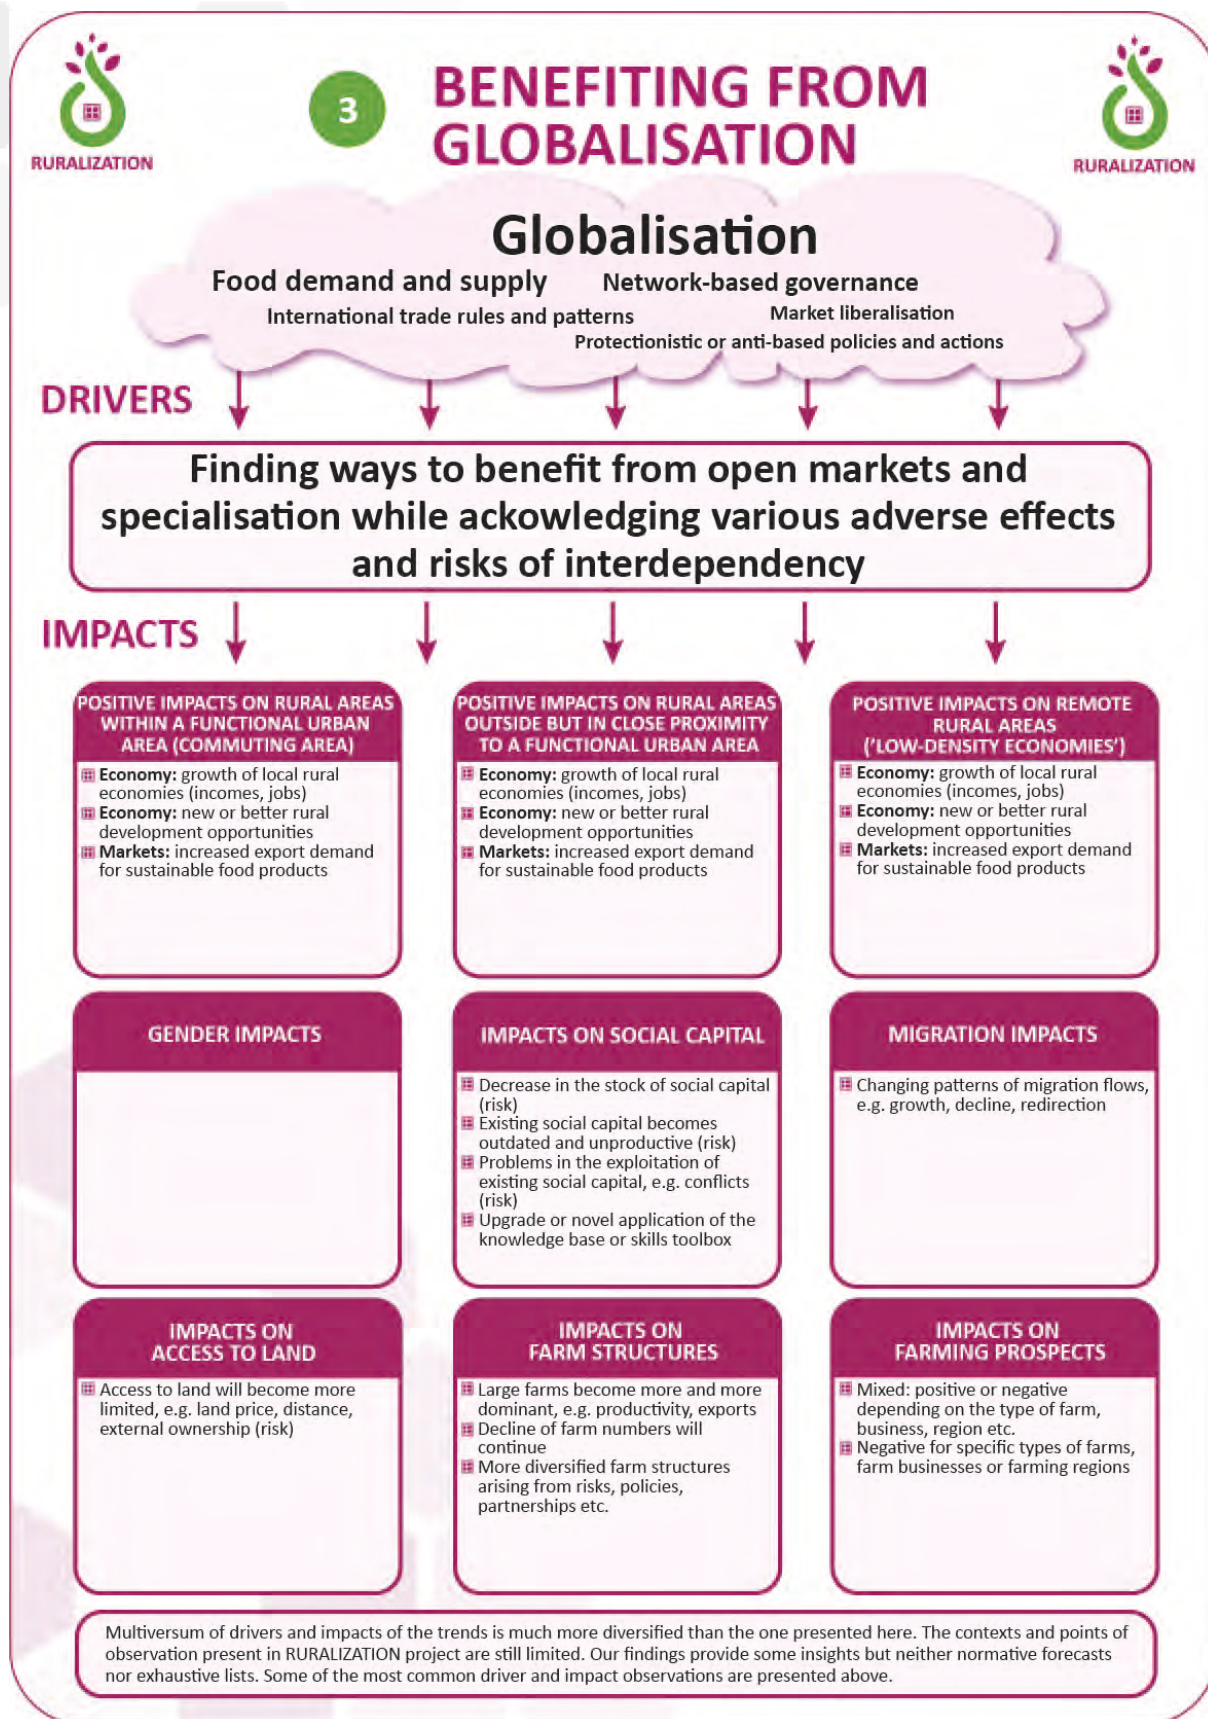 RURALIZATION
3
BENEFITING FROM
GLOBALISATION
RURALIZATION
Globalisation
Food demand and supply
Network-based governance
International trade rules and patterns
Market liberalisation
Protectionistic or anti-based policies and actions
DRIVERS
Finding ways to benefit from open markets and
specialisation while ackowledging various adverse effects
and risks of interdependency
IMPACTS
POSITIVE IMPACTS ON RURAL AREAS
WITHIN A FUNCTIONAL URBAN
AREA (COMMUTING AREA)
Economy: growth of local rural
economies (incomes, jobs)
Economy: new or better rural
development opportunities
Markets: increased export demand
for sustainable food products
POSITIVE IMPACTS ON RURAL AREAS
OUTSIDE BUT IN CLOSE PROXIMITY
TO A FUNCTIONAL URBAN AREA
Economy: growth of local rural
economies (incomes, jobs)
Economy: new or better rural
development opportunities
Markets: increased export demand
for sustainable food products
POSITIVE IMPACTS ON REMOTE
RURAL AREAS
('LOW-DENSITY ECONOMIES')
Economy: growth of local rural
economies (incomes, jobs)
Economy: new or better rural
development opportunities
Markets: increased export demand
for sustainable food products
GENDER IMPACTS
IMPACTS ON SOCIAL CAPITAL
Decrease in the stock of social capital
(risk)
Existing social capital becomes
outdated and unproductive (risk)
Problems in the exploitation of
existing social capital, e.g. conflicts
(risk)
Upgrade or novel application of the
knowledge base or skills toolbox
MIGRATION IMPACTS
Changing patterns of migration flows,
e.g. growth, decline, redirection
IMPACTS ON
ACCESS TO LAND
Access to land will become more
limited, e.g. land price, distance,
external ownership (risk)
IMPACTS ON
FARM STRUCTURES
Large farms become more and more
dominant, e.g. productivity, exports
Decline of farm numbers will
continue
More diversified farm structures
arising from risks, policies,
partnerships etc.
IMPACTS ON
FARMING PROSPECTS
Mixed: positive or negative
depending on the type of farm,
business, region etc.
Negative for specific types of farms,
farm businesses or farming regions
Multiversum of drivers and impacts of the trends is much more diversified than the one presented here. The contexts and points of
observation present in RURALIZATION project are still limited. Our findings provide some insights but neither normative forecasts
nor exhaustive lists. Some of the most common driver and impact observations are presented above.